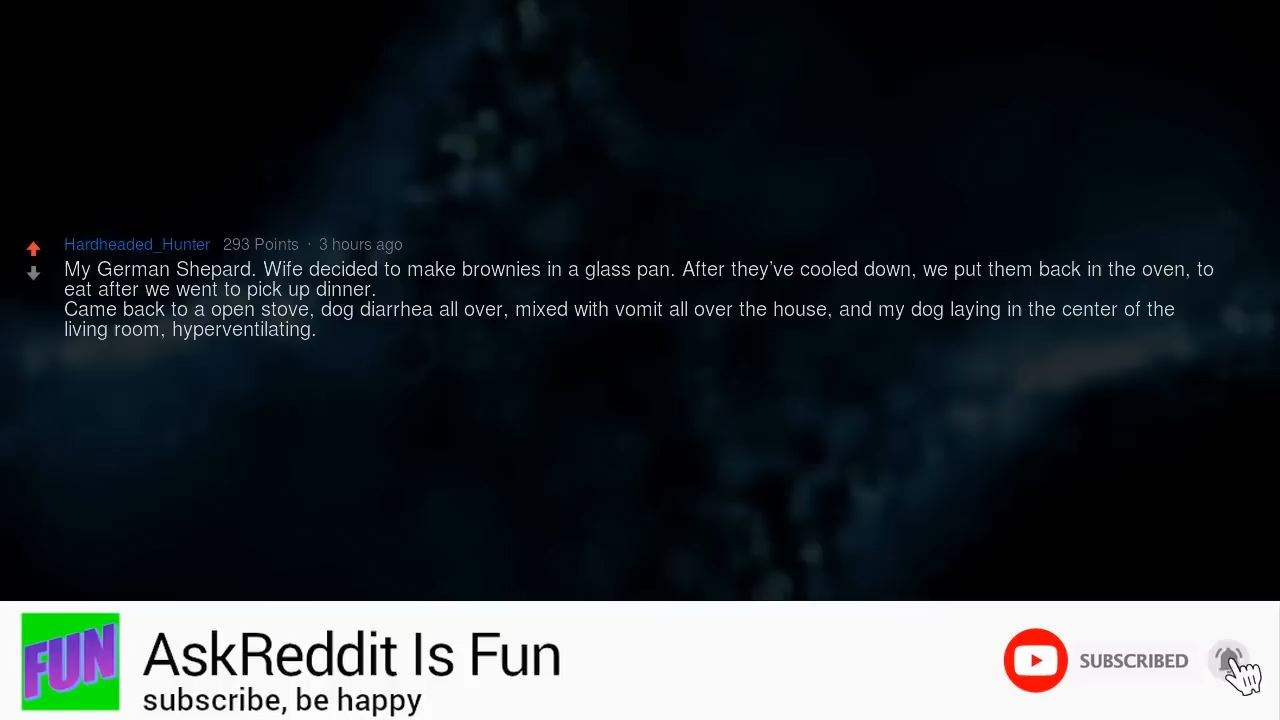 Hardheaded_Hunter 293 Points · 3 hours ago
My German Shepard. Wife decided to make brownies in a glass pan. After they've cooled down, we put them back in the oven, to
eat after we went to pick up dinner.
Came back to a open stove, dog diarrhea all over, mixed with vomit all over the house, and my dog laying in the center of the
living room, hyperventilating.
FUN
AskReddit Is Fun
subscribe, be happy
SUBSCRIBED